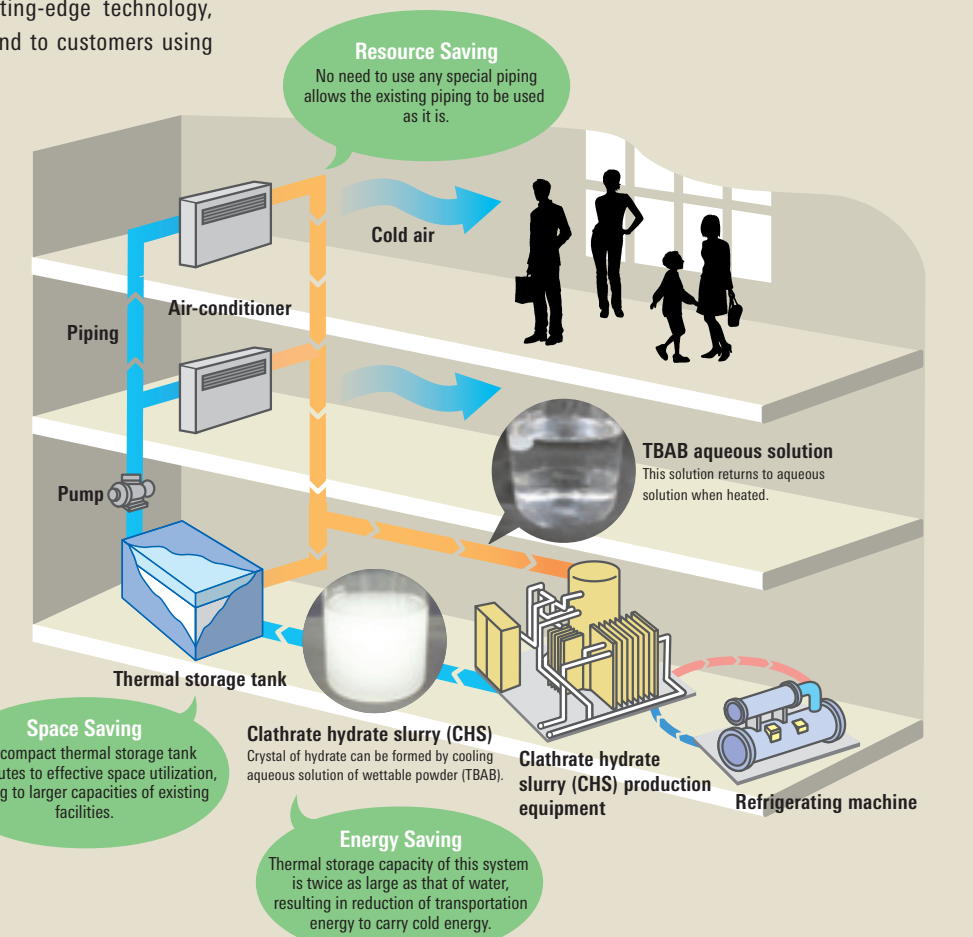 ting-edge technology,
nd to customers using
Resource Saving
No need to use any special piping
allows the existing piping to be used
as it is.
Cold air
Air-conditioner
Piping
TBAB aqueous solution
This solution returns to aqueous
solution when heated.
Pump
Thermal storage tank
Clathrate hydrate slurry (CHS)
Crystal of hydrate can be formed by cooling
aqueous solution of wettable powder (TBAB).
Clathrate hydrate
slurry (CHS) production
equipment
Refrigerating machine
Space Saving
compact thermal storage tank
utes to effective space utilization,
g to larger capacities of existing
facilities.
Energy Saving
Thermal storage capacity of this system
is twice as large as that of water,
resulting in reduction of transportation
energy to carry cold energy.